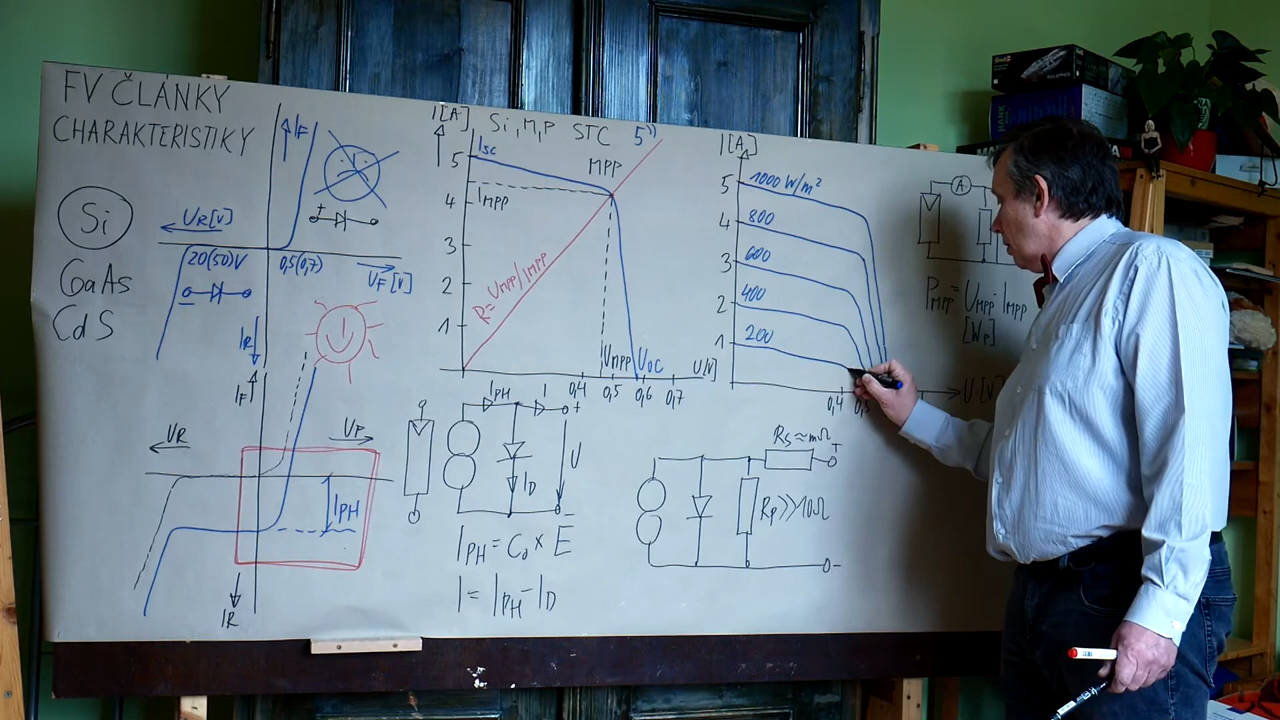 FV ČLÁNKY
CHARAKTERISTIKY
Si
GaAs
CdS
IF
UR[V]
20(50)V
0,5(0,7)
UF[V]
IR
IF
UR
UF
IPH
IR
I[A] Si,M,P STC 5"
ISC
MPP
IMPP
5
4
3
2
1
R=UMPP/IMPP
UMPP UOC U[V]
0,4 0,5 0,6 0,7
IPH I +
ID
U
-
IPH = C0 × E
I = IPH - ID
I[A]
5 1000 W/m²
4 800
3 600
2 400
1 200
0,4
U[V]
RS ≈ mΩ
+
RP >> 10Ω
-
A
PMPP = UMPP · IMPP
[WP]